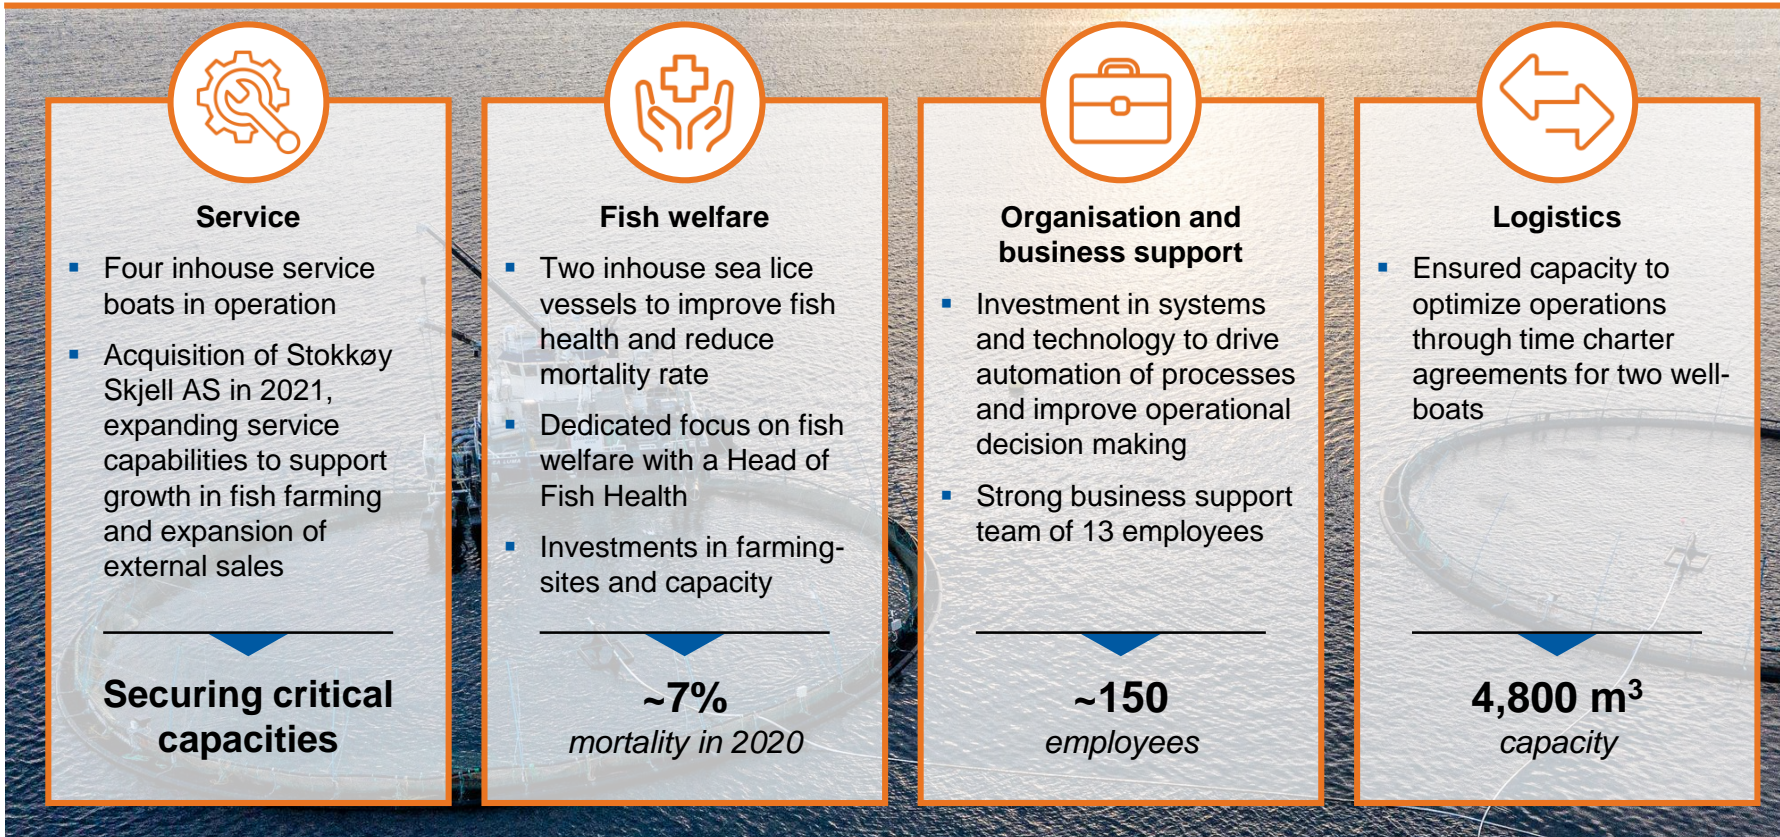 Service
▪ Four inhouse service
boats in operation
▪ Acquisition of Stokkøy
Skjell AS in 2021,
expanding service
capabilities to support
growth in fish farming
and expansion of
external sales
Securing critical
capacities
Fish welfare
▪ Two inhouse sea lice
vessels to improve fish
health and reduce
mortality rate
▪ Dedicated focus on fish
welfare with a Head of
Fish Health
▪ Investments in farming-
sites and capacity
~7%
mortality in 2020
Organisation and
business support
▪ Investment in systems
and technology to drive
automation of processes
and improve operational
decision making
▪ Strong business support
team of 13 employees
~150
employees
Logistics
▪ Ensured capacity to
optimize operations
through time charter
agreements for two well-
boats
4,800 m³
capacity